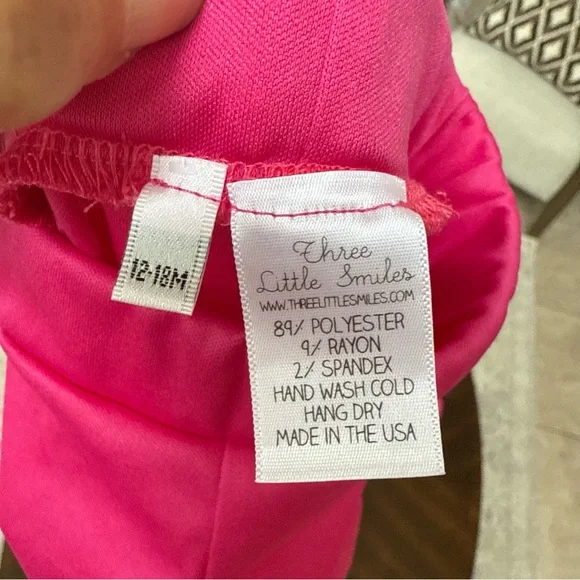 12-18M
Three
Little Smiles
WWW.THREELITTLESMILES.COM
89% POLYESTER
9% RAYON
2% SPANDEX
HAND WASH COLD
HANG DRY
MADE IN THE USA